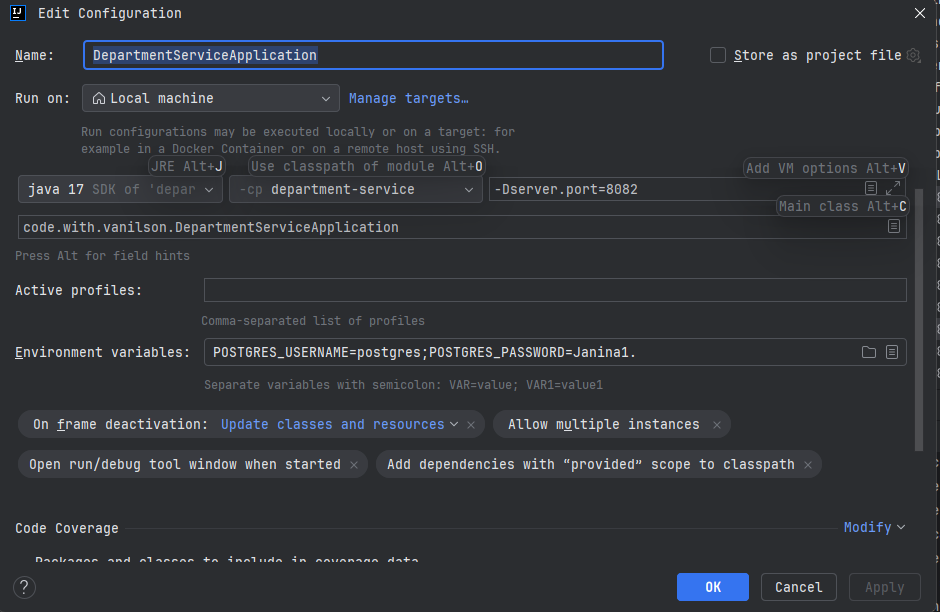 IJ Edit Configuration
Name: DepartmentServiceApplication Store as project file
Run on: Local machine Manage targets…
Run configurations may be executed locally or on a target: for
example in a Docker Container or on a remote host using SSH.
JRE Alt+J Use classpath of module Alt+O Add VM options Alt+V
java 17 SDK of 'depar -cp department-service -Dserver.port=8082
Main class Alt+C
code.with.vanilson.DepartmentServiceApplication
Press Alt for field hints
Active profiles:
Comma-separated list of profiles
Environment variables: POSTGRES_USERNAME=postgres;POSTGRES_PASSWORD=Janina1.
Separate variables with semicolon: VAR=value; VAR1=value1
On frame deactivation: Update classes and resources × Allow multiple instances ×
Open run/debug tool window when started × Add dependencies with “provided” scope to classpath ×
Code Coverage Modify
Packages and classes to include in coverage data
? OK Cancel Apply